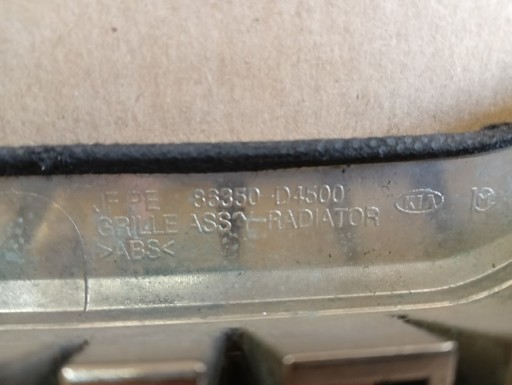 JF PE 86350-D4500
GRILLE ASSY-RADIATOR
>ABS<
KIA